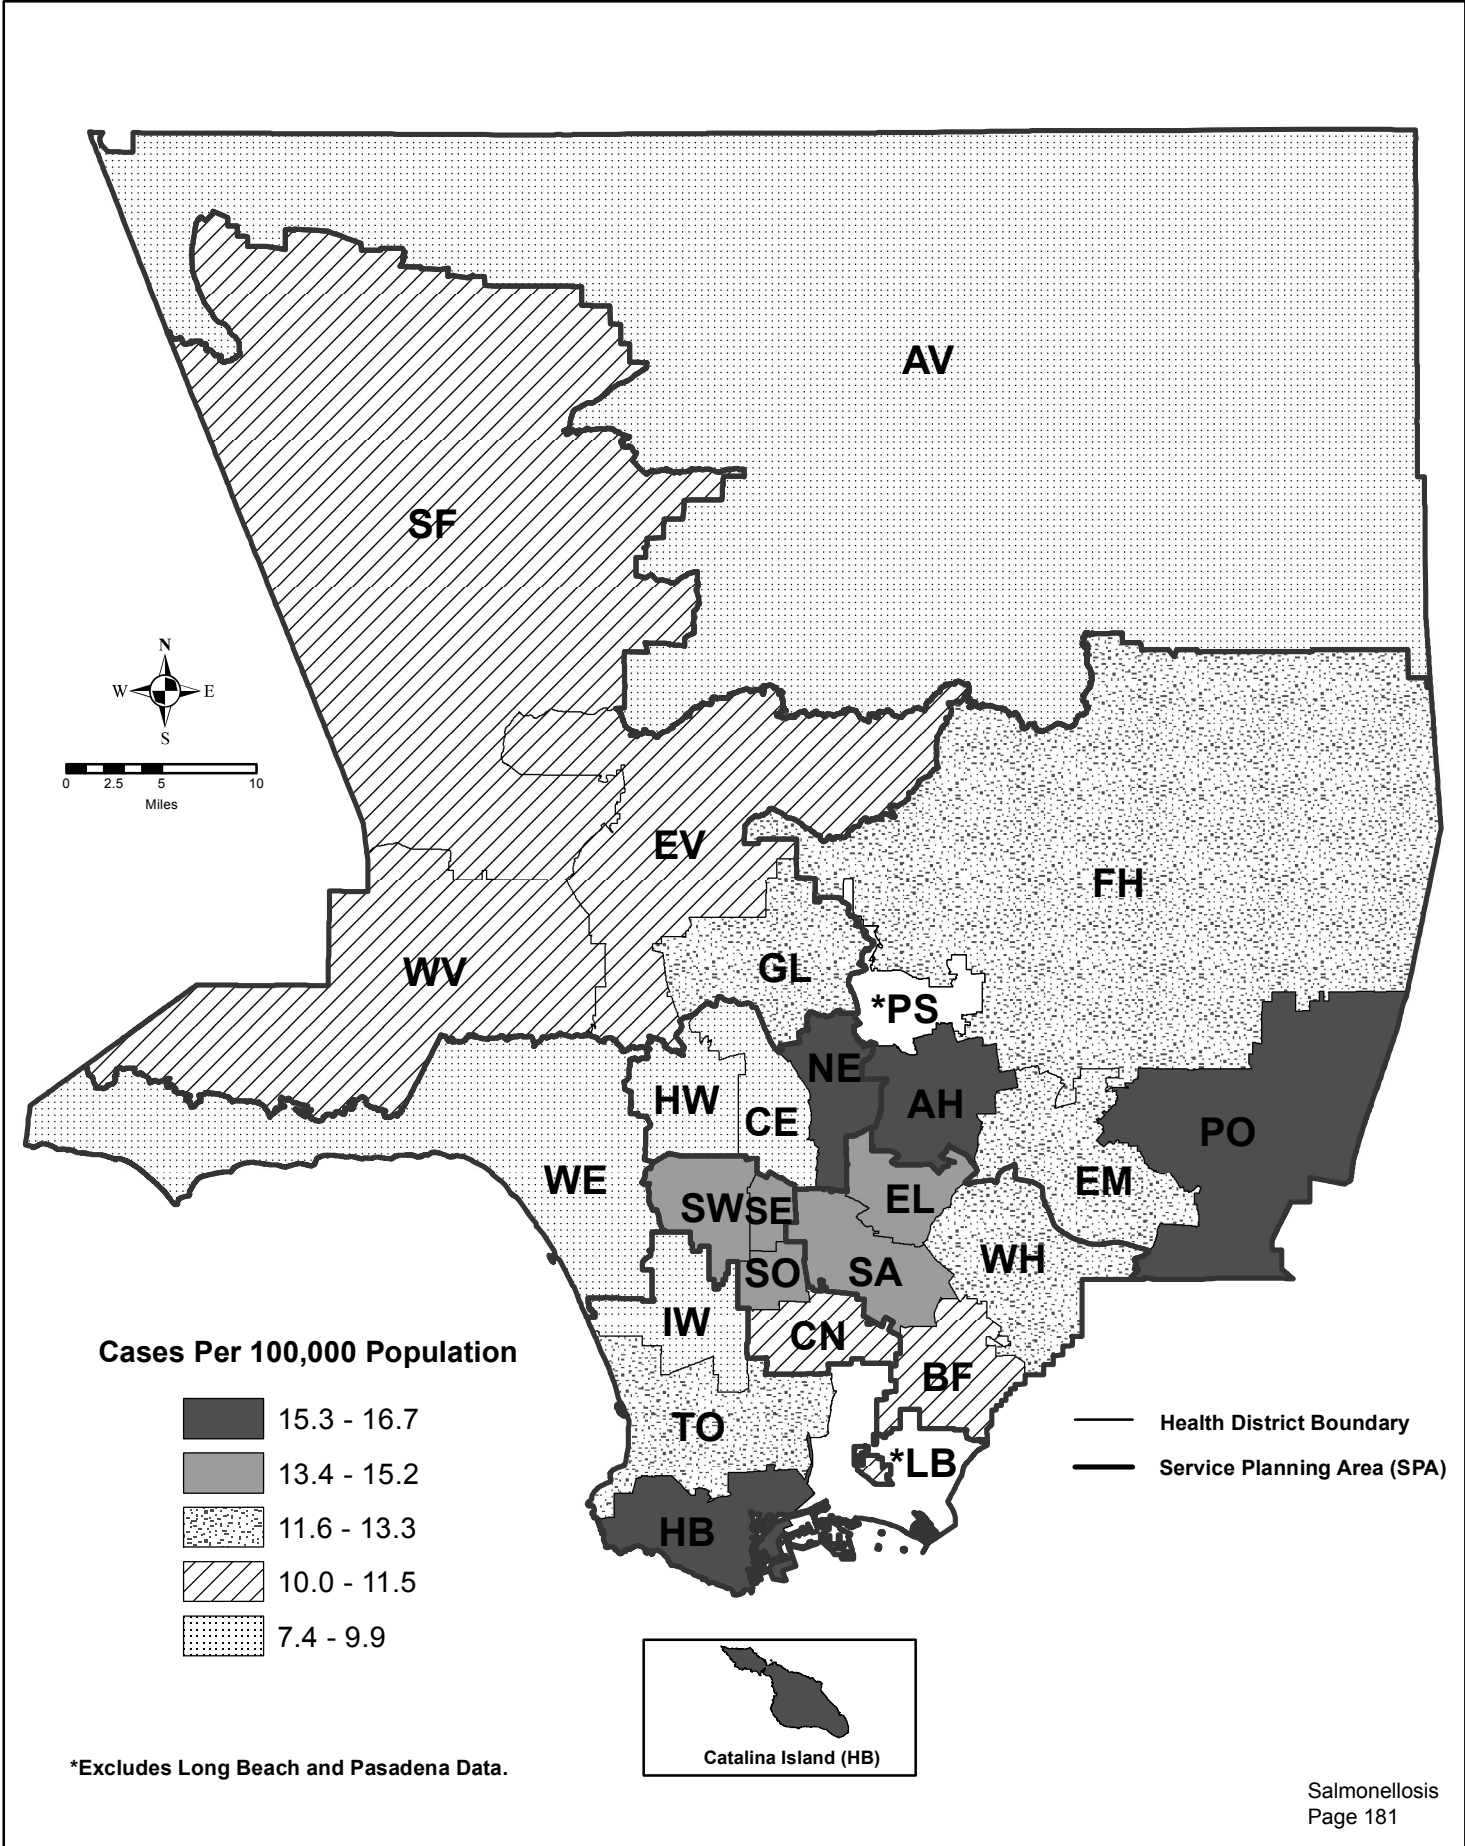 AV
SF
N
W E
S
0 2.5 5 10
Miles
EV
FH
WV
GL
*PS
NE
HW
AH
CE
PO
WE
EM
SW
SE
EL
WH
SO
SA
IW
CN
BF
TO
*LB
HB
Cases Per 100,000 Population
15.3 - 16.7
13.4 - 15.2
11.6 - 13.3
10.0 - 11.5
7.4 - 9.9
Health District Boundary
Service Planning Area (SPA)
Catalina Island (HB)
*Excludes Long Beach and Pasadena Data.
Salmonellosis
Page 181